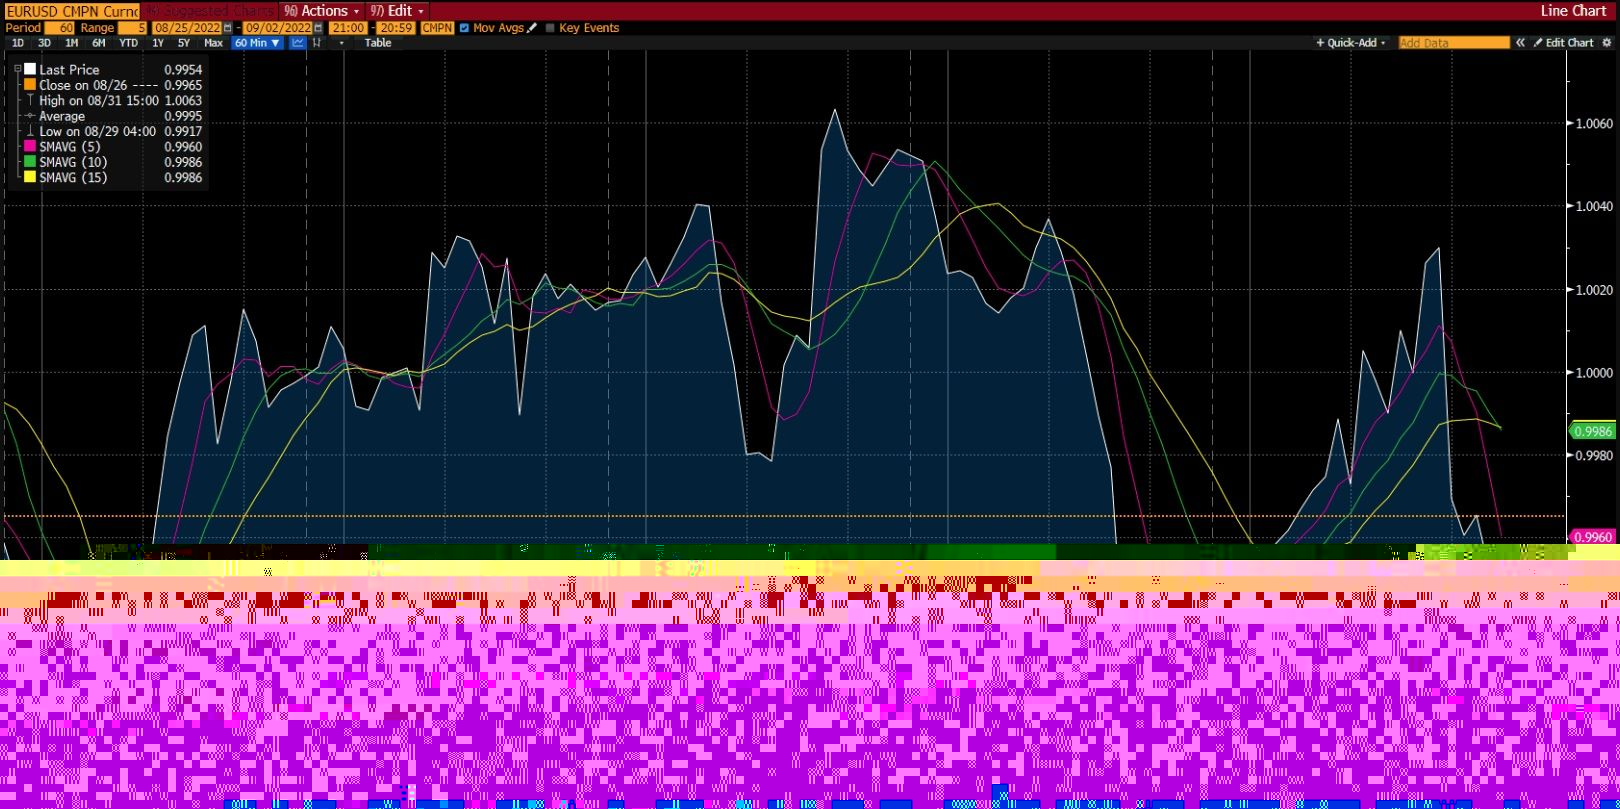 EURUSD CMPN Curnc 94) Suggested Charts 96) Actions 97) Edit Line Chart
Period 60 Range 5 08/25/2022 - 09/02/2022 21:00 - 20:59 CMPN Mov Avgs Key Events
1D 3D 1M 6M YTD 1Y 5Y Max 60 Min ▼ Table + Quick-Add Add Data « Edit Chart
Last Price 0.9954
Close on 08/26 ---- 0.9965
High on 08/31 15:00 1.0063
Average 0.9995
Low on 08/29 04:00 0.9917
SMAVG (5) 0.9960
SMAVG (10) 0.9986
SMAVG (15) 0.9986
1.0060
1.0040
1.0020
1.0000
0.9986
0.9980
0.9960